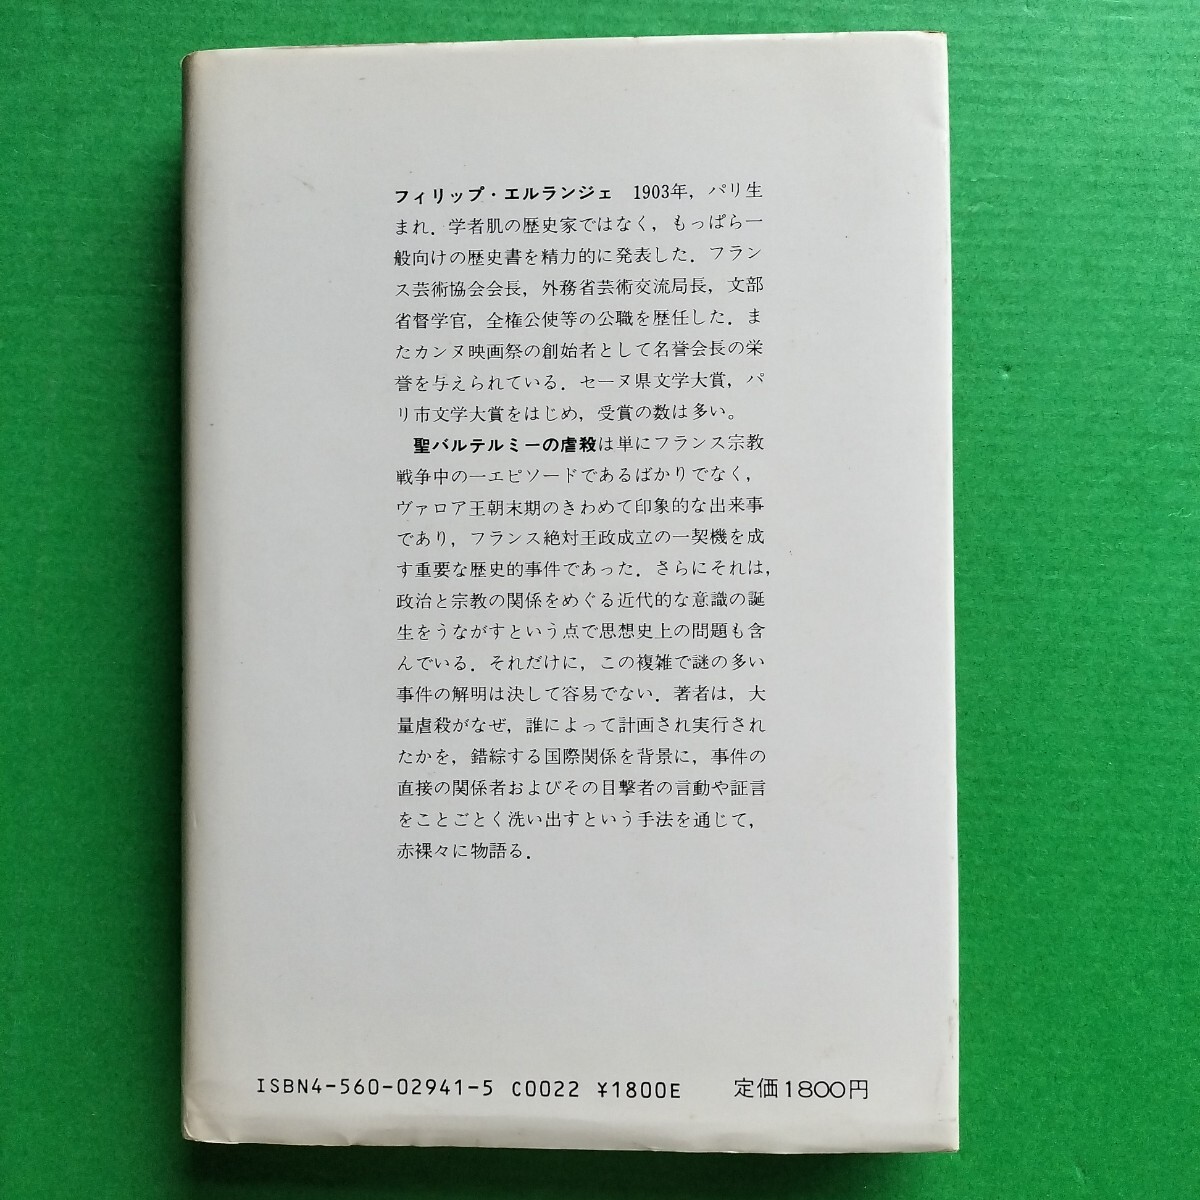 フィリップ・エルランジェ 1903年，パリ生
まれ．学者肌の歴史家ではなく，もっぱら一
般向けの歴史書を精力的に発表した．フラン
ス芸術協会会長，外務省芸術交流局長，文部
省督学官，全権公使等の公職を歴任した．ま
たカンヌ映画祭の創始者として名誉会長の栄
誉を与えられている．セーヌ県文学大賞，パ
リ市文学大賞をはじめ，受賞の数は多い。
聖バルテルミーの虐殺は単にフランス宗教
戦争中の一エピソードであるばかりでなく，
ヴァロア王朝末期のきわめて印象的な出来事
であり，フランス絶対王政成立の一契機を成
す重要な歴史的事件であった．さらにそれは，
政治と宗教の関係をめぐる近代的な意識の誕
生をうながすという点で思想史上の問題も含
んでいる．それだけに，この複雑で謎の多い
事件の解明は決して容易でない．著者は，大
量虐殺がなぜ，誰によって計画され実行され
たかを，錯綜する国際関係を背景に，事件の
直接の関係者およびその目撃者の言動や証言
をことごとく洗い出すという手法を通じて，
赤裸々に物語る．
ISBN4-560-02941-5 C0022 ¥1800E 定価1800円